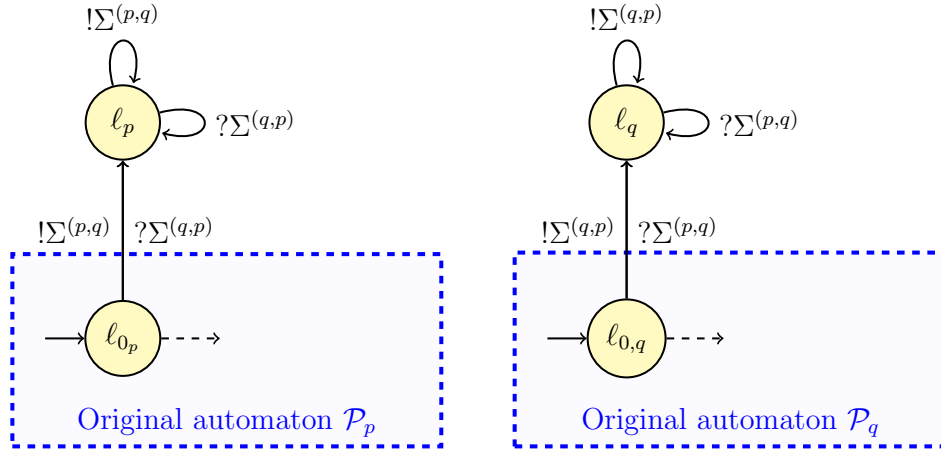 !Σ^{(p,q)}
ℓ_p
?Σ^{(q,p)}
!Σ^{(p,q)} ?Σ^{(q,p)}
ℓ_{0_p}
Original automaton 𝒫_p
!Σ^{(q,p)}
ℓ_q
?Σ^{(p,q)}
!Σ^{(q,p)} ?Σ^{(p,q)}
ℓ_{0,q}
Original automaton 𝒫_q